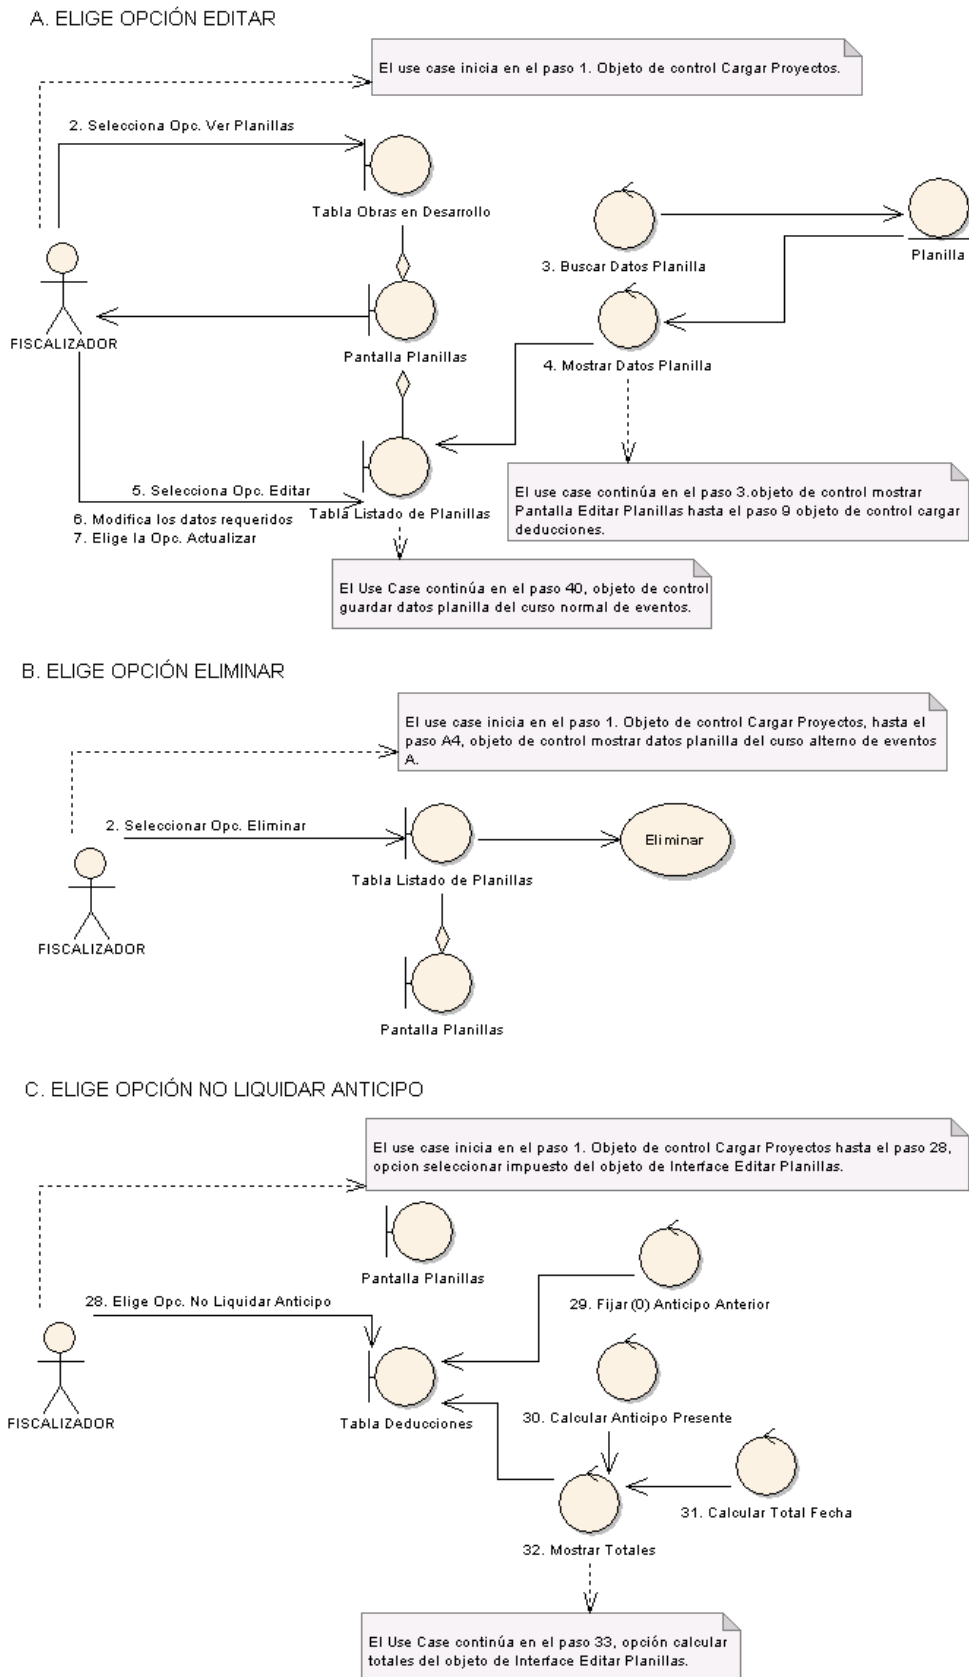 A. ELIGE OPCIÓN EDITAR
El use case inicia en el paso 1. Objeto de control Cargar Proyectos.
2. Selecciona Opc. Ver Planillas
Tabla Obras en Desarrollo
3. Buscar Datos Planilla
Planilla
FISCALIZADOR
Pantalla Planillas
4. Mostrar Datos Planilla
5. Selecciona Opc. Editar
6. Modifica los datos requeridos
7. Elige la Opc. Actualizar
Tabla Listado de Planillas
El use case continúa en el paso 3.objeto de control mostrar
Pantalla Editar Planillas hasta el paso 9 objeto de control cargar
deducciones.
El Use Case continúa en el paso 40, objeto de control
guardar datos planilla del curso normal de eventos.
B. ELIGE OPCIÓN ELIMINAR
El use case inicia en el paso 1. Objeto de control Cargar Proyectos, hasta el
paso A4, objeto de control mostrar datos planilla del curso alterno de eventos
A.
2. Seleccionar Opc. Eliminar
Eliminar
Tabla Listado de Planillas
FISCALIZADOR
Pantalla Planillas
C. ELIGE OPCIÓN NO LIQUIDAR ANTICIPO
El use case inicia en el paso 1. Objeto de control Cargar Proyectos hasta el paso 28,
opcion seleccionar impuesto del objeto de Interface Editar Planillas.
Pantalla Planillas
28. Elige Opc. No Liquidar Anticipo
29. Fijar (0) Anticipo Anterior
FISCALIZADOR
Tabla Deducciones
30. Calcular Anticipo Presente
31. Calcular Total Fecha
32. Mostrar Totales
El Use Case continúa en el paso 33, opción calcular
totales del objeto de Interface Editar Planillas.